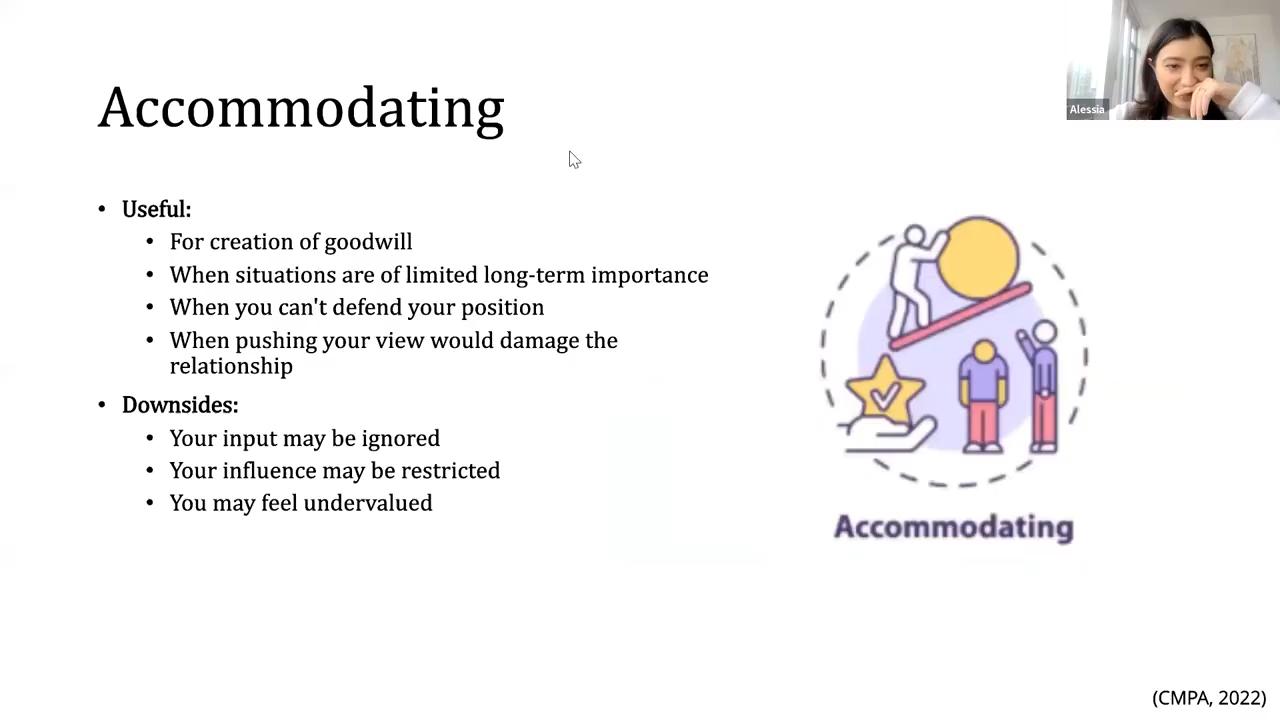 Alessia
Accommodating
• Useful:
• For creation of goodwill
• When situations are of limited long-term importance
• When you can't defend your position
• When pushing your view would damage the
relationship
• Downsides:
• Your input may be ignored
• Your influence may be restricted
• You may feel undervalued
Accommodating
(CMPA, 2022)